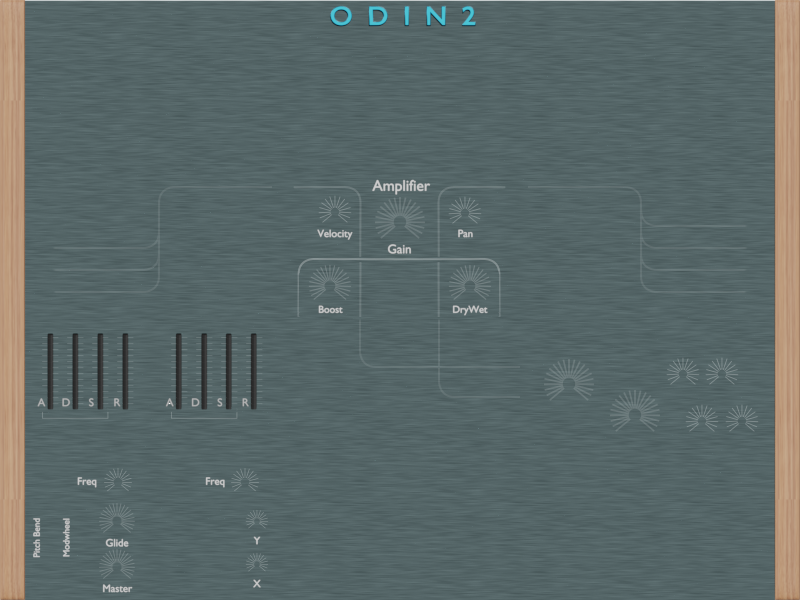 ODIN2
Amplifier
Velocity
Pan
Gain
Boost
DryWet
A D S R
A D S R
Freq
Freq
Pitch Bend
Modwheel
Glide
Y
Master
X